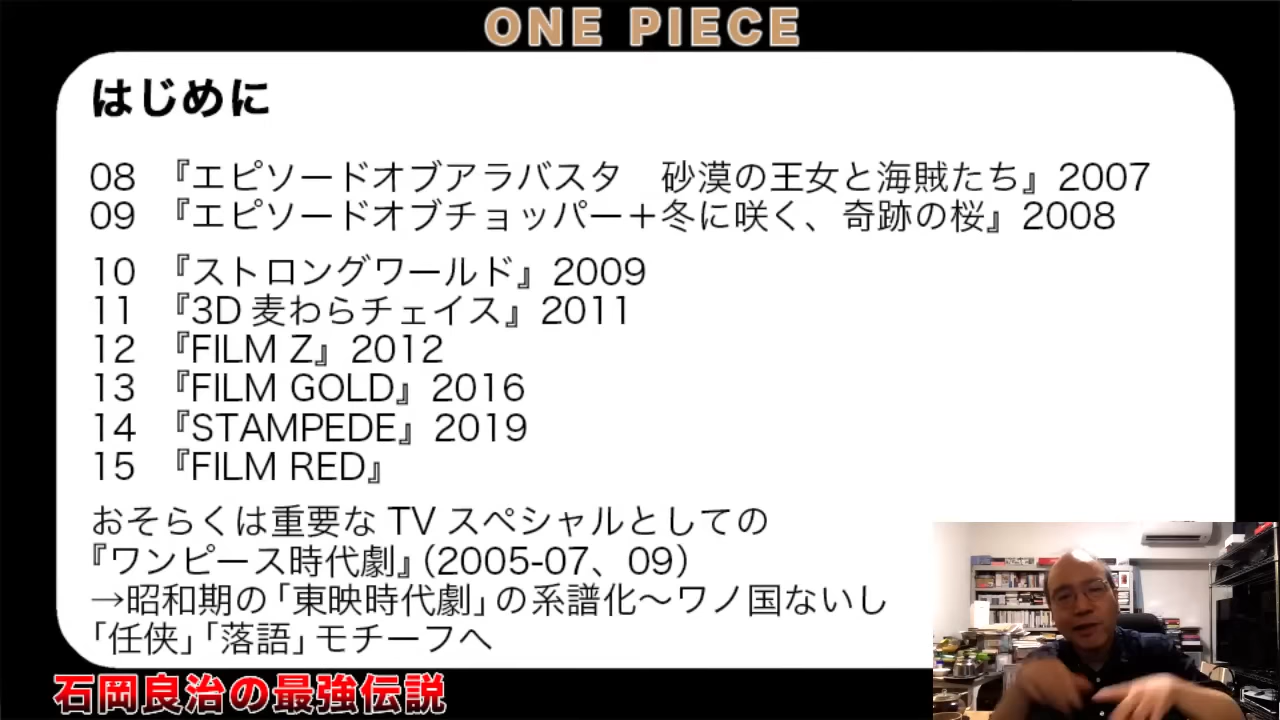 ONE PIECE
はじめに
08 『エピソードオブアラバスタ 砂漠の王女と海賊たち』2007
09 『エピソードオブチョッパー＋冬に咲く、奇跡の桜』2008
10 『ストロングワールド』2009
11 『3D 麦わらチェイス』2011
12 『FILM Z』2012
13 『FILM GOLD』2016
14 『STAMPEDE』2019
15 『FILM RED』
おそらくは重要な TV スペシャルとしての
『ワンピース時代劇』（2005-07、09）
→昭和期の「東映時代劇」の系譜化〜ワノ国ないし
「任侠」「落語」モチーフへ
石岡良治の最強伝説